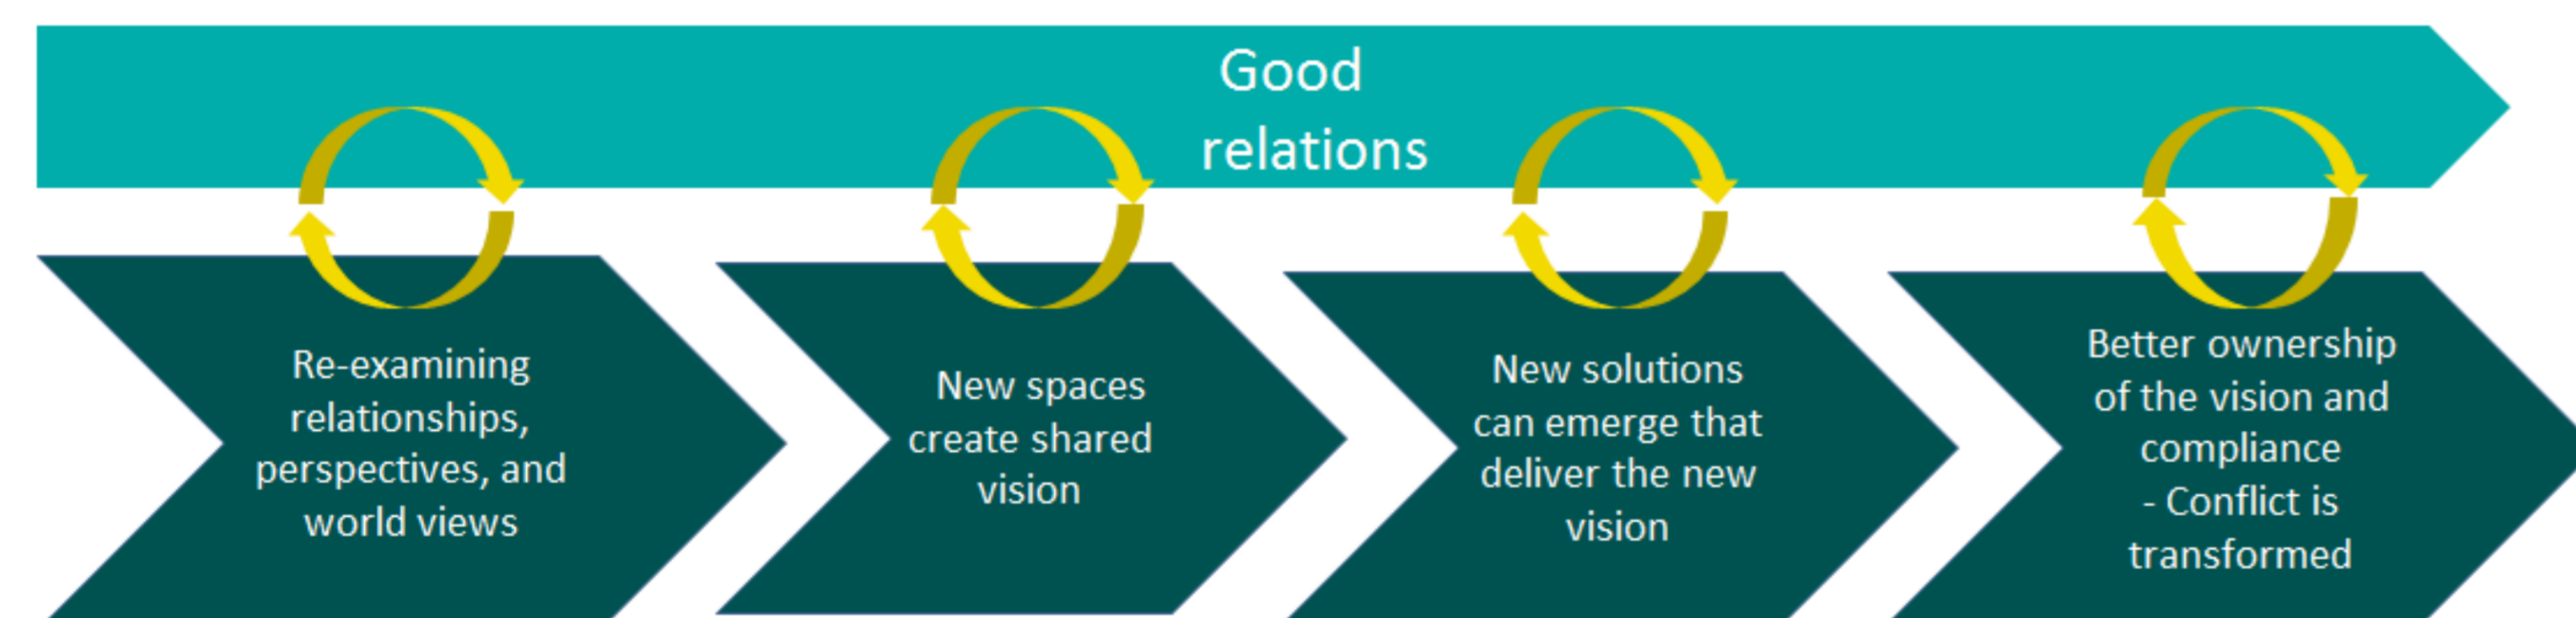 Good
relations
Re-examining
relationships,
perspectives, and
world views
New spaces
create shared
vision
New solutions
can emerge that
deliver the new
vision
Better ownership
of the vision and
compliance
- Conflict is
transformed